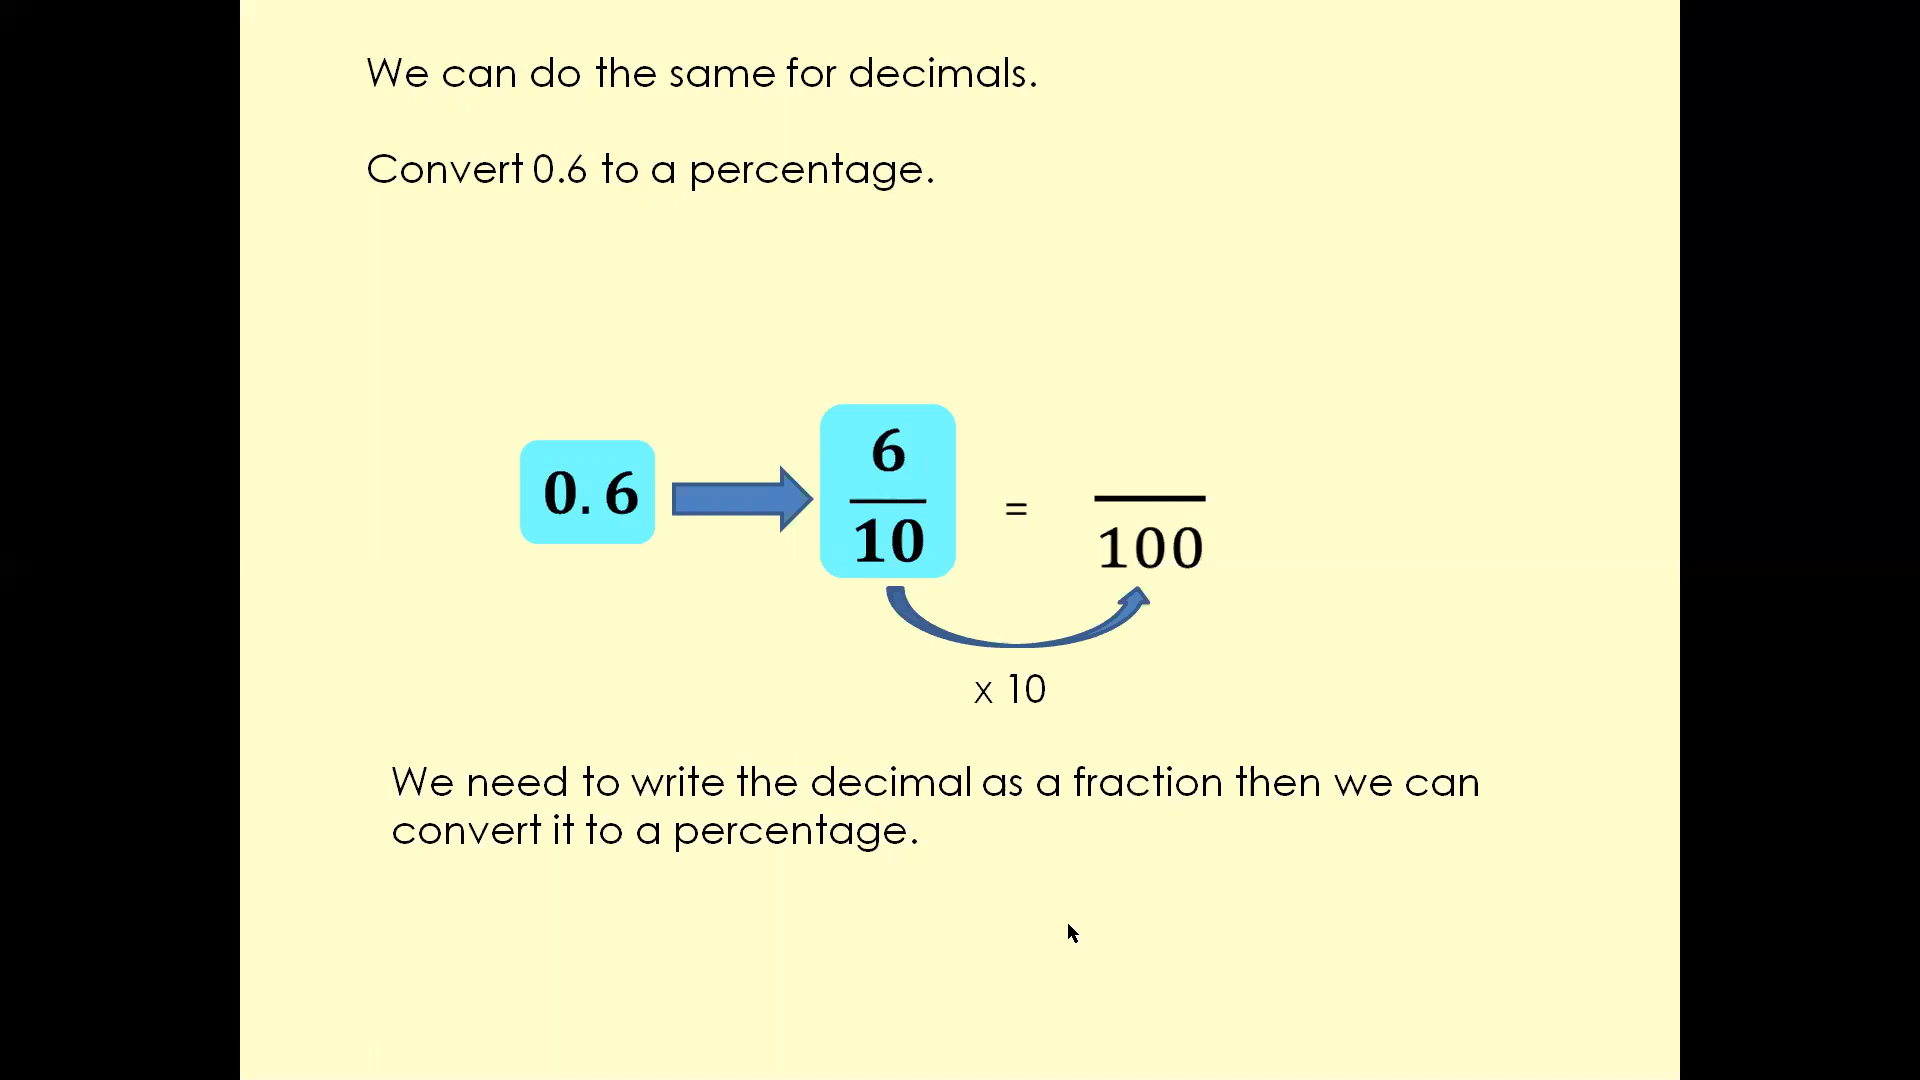 We can do the same for decimals.
Convert 0.6 to a percentage.
0.6
6
10
=
100
x 10
We need to write the decimal as a fraction then we can
convert it to a percentage.